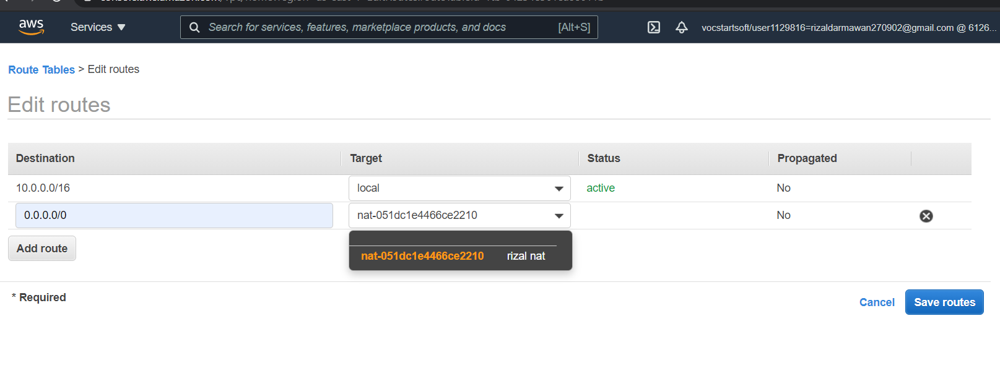 aws
Services
Search for services, features, marketplace products, and docs
[Alt+S]
vocstartsoft/user1129816=rizaldarmawan270902@gmail.com @ 6126...
Route Tables > Edit routes
Edit routes
Destination Target Status Propagated
10.0.0.0/16 local active No
0.0.0.0/0 nat-051dc1e4466ce2210 No
nat-051dc1e4466ce2210 rizal nat
Add route
* Required
Cancel Save routes